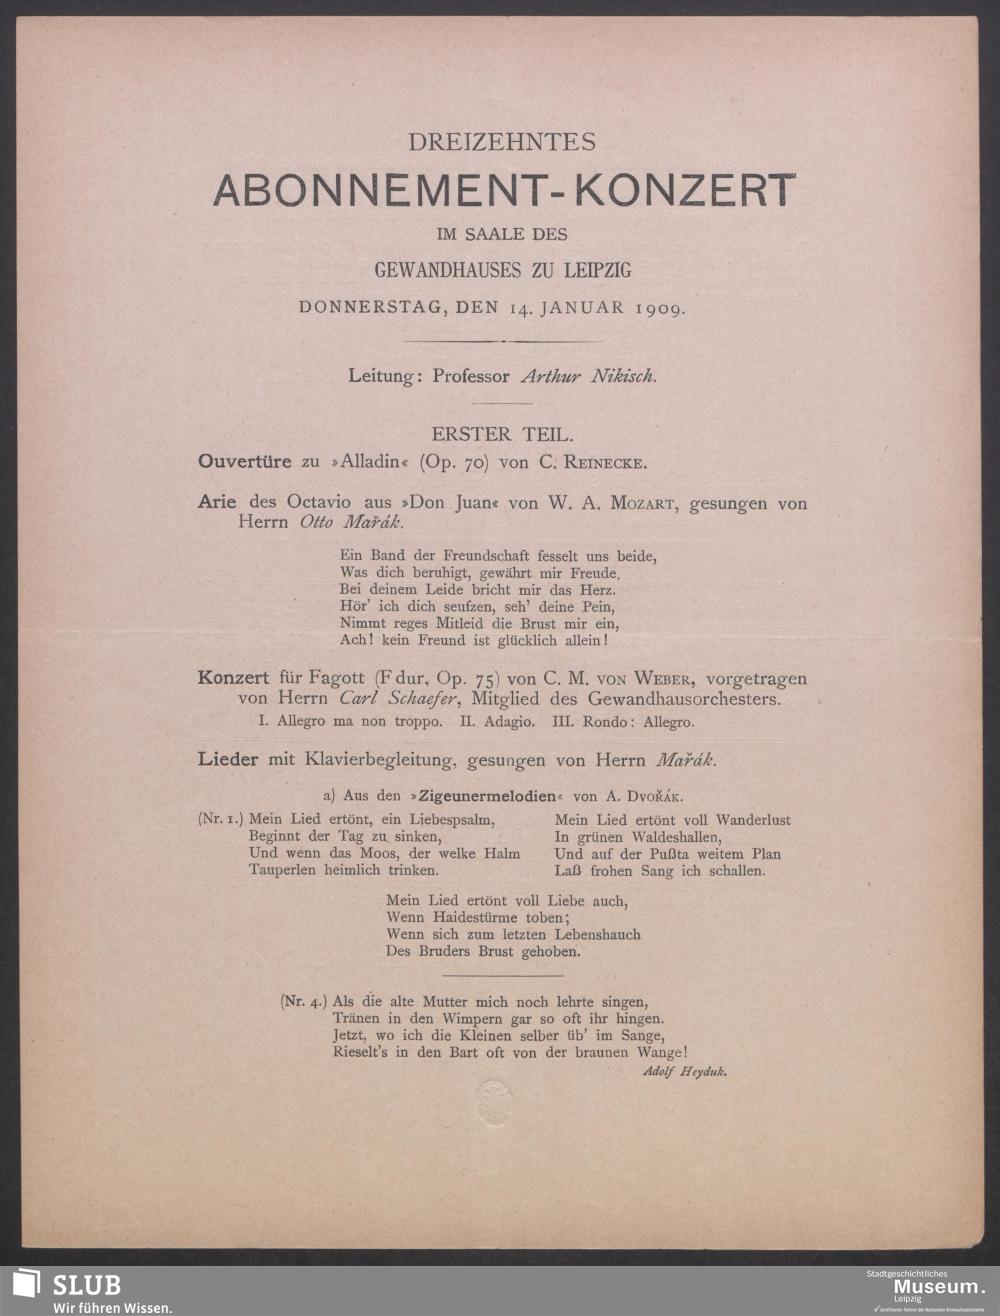 DREIZEHNTES
ABONNEMENT-KONZERT
IM SAALE DES
GEWANDHAUSES ZU LEIPZIG
DONNERSTAG, DEN 14. JANUAR 1909.
Leitung: Professor Arthur Nikisch.
ERSTER TEIL.
Ouvertüre zu »Alladin« (Op. 70) von C. REINECKE.
Arie des Octavio aus »Don Juan« von W. A. MOZART, gesungen von
Herrn Otto Mařák.
Ein Band der Freundschaft fesselt uns beide,
Was dich beruhigt, gewährt mir Freude,
Bei deinem Leide bricht mir das Herz.
Hör' ich dich seufzen, seh' deine Pein,
Nimmt reges Mitleid die Brust mir ein,
Ach! kein Freund ist glücklich allein!
Konzert für Fagott (F dur, Op. 75) von C. M. VON WEBER, vorgetragen
von Herrn Carl Schaefer, Mitglied des Gewandhausorchesters.
I. Allegro ma non troppo. II. Adagio. III. Rondo: Allegro.
Lieder mit Klavierbegleitung, gesungen von Herrn Mařák.
a) Aus den »Zigeunermelodien« von A. DVOŘÁK.
(Nr. 1.) Mein Lied ertönt, ein Liebespsalm,
Beginnt der Tag zu sinken,
Und wenn das Moos, der welke Halm
Tauperlen heimlich trinken.
Mein Lied ertönt voll Wanderlust
In grünen Waldeshallen,
Und auf der Pußta weitem Plan
Laß frohen Sang ich schallen.
Mein Lied ertönt voll Liebe auch,
Wenn Haidestürme toben;
Wenn sich zum letzten Lebenshauch
Des Bruders Brust gehoben.
(Nr. 4.) Als die alte Mutter mich noch lehrte singen,
Tränen in den Wimpern gar so oft ihr hingen.
Jetzt, wo ich die Kleinen selber üb' im Sange,
Rieselt's in den Bart oft von der braunen Wange!
Adolf Heyduk.
SLUB
Wir führen Wissen.
Stadtgeschichtliches
Museum.
Leipzig
✓ Zertifizierter Partner der Nationalen Klimaschutzinitiative